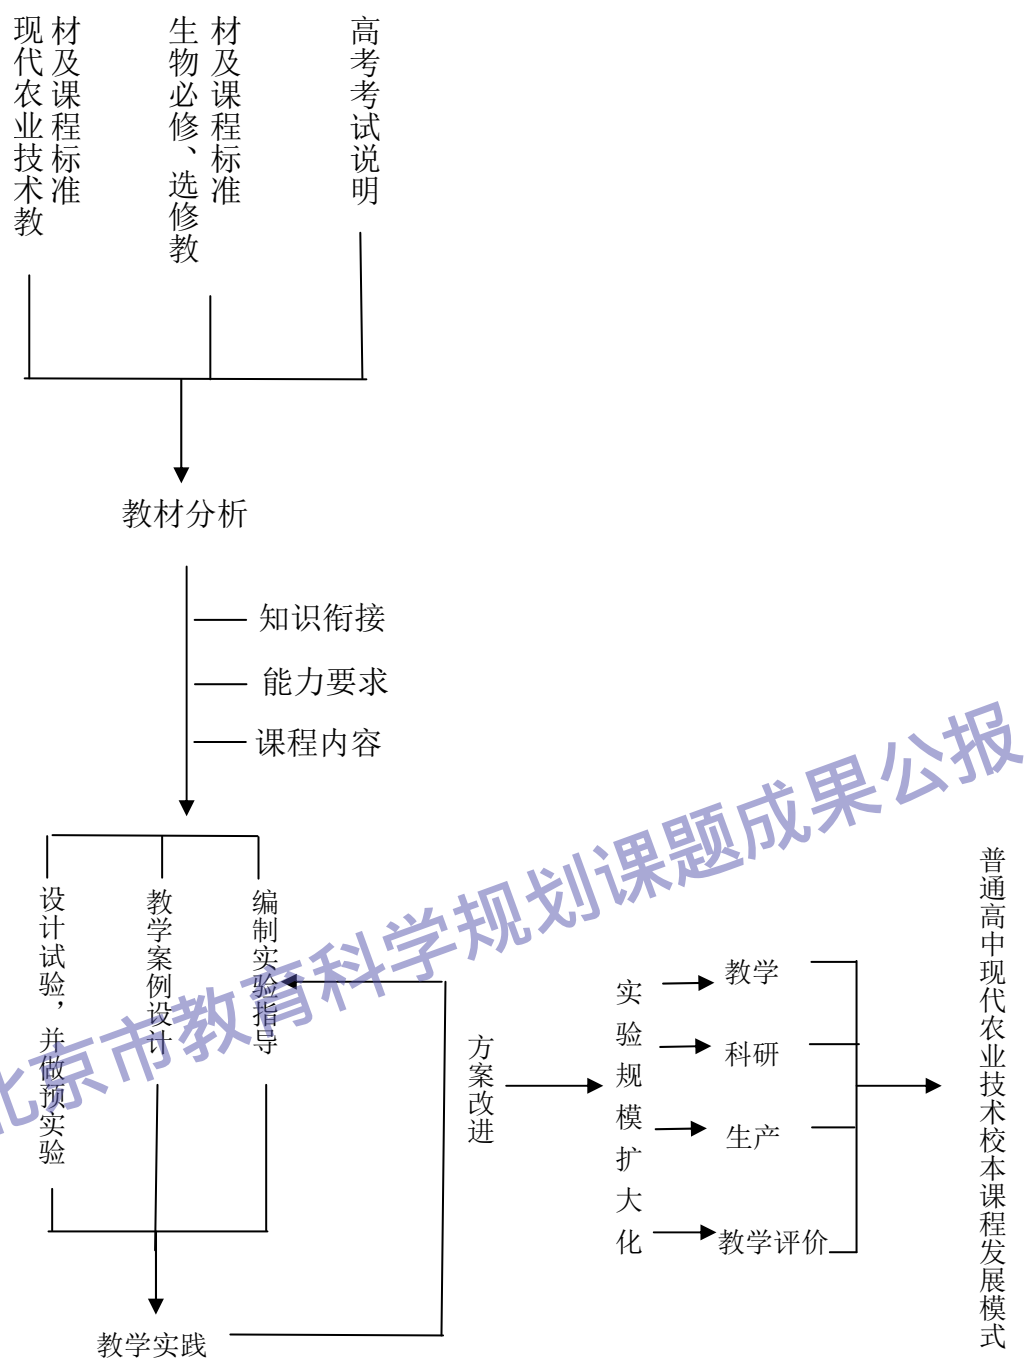 现代农业技术教
材及课程标准
生物必修、选修教
材及课程标准
高考考试说明
教材分析
知识衔接
能力要求
课程内容
设计试验，并做预实验
教学案例设计
编制实验指导
教学实践
方案改进
实验规模扩大化
教学
科研
生产
教学评价
普通高中现代农业技术校本课程发展模式
北京市教育科学规划课题成果公报